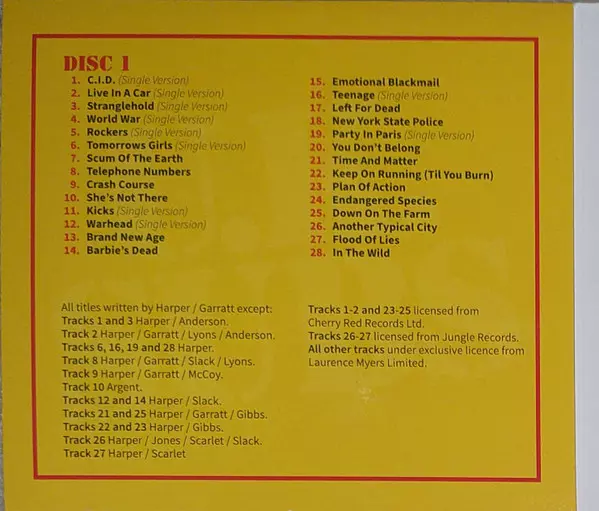 DISC 1
1. C.I.D. (Single Version)
2. Live In A Car (Single Version)
3. Stranglehold (Single Version)
4. World War (Single Version)
5. Rockers (Single Version)
6. Tomorrows Girls (Single Version)
7. Scum Of The Earth
8. Telephone Numbers
9. Crash Course
10. She's Not There
11. Kicks (Single Version)
12. Warhead (Single Version)
13. Brand New Age
14. Barbie's Dead
15. Emotional Blackmail
16. Teenage (Single Version)
17. Left For Dead
18. New York State Police
19. Party In Paris (Single Version)
20. You Don't Belong
21. Time And Matter
22. Keep On Running (Til You Burn)
23. Plan Of Action
24. Endangered Species
25. Down On The Farm
26. Another Typical City
27. Flood Of Lies
28. In The Wild
All titles written by Harper / Garratt except:
Tracks 1 and 3 Harper / Anderson.
Track 2 Harper / Garratt / Lyons / Anderson.
Tracks 6, 16, 19 and 28 Harper.
Track 8 Harper / Garratt / Slack / Lyons.
Track 9 Harper / Garratt / McCoy.
Track 10 Argent.
Tracks 12 and 14 Harper / Slack.
Tracks 21 and 25 Harper / Garratt / Gibbs.
Tracks 22 and 23 Harper / Gibbs.
Track 26 Harper / Jones / Scarlet / Slack.
Track 27 Harper / Scarlet
Tracks 1-2 and 23-25 licensed from
Cherry Red Records Ltd.
Tracks 26-27 licensed from Jungle Records.
All other tracks under exclusive licence from
Laurence Myers Limited.